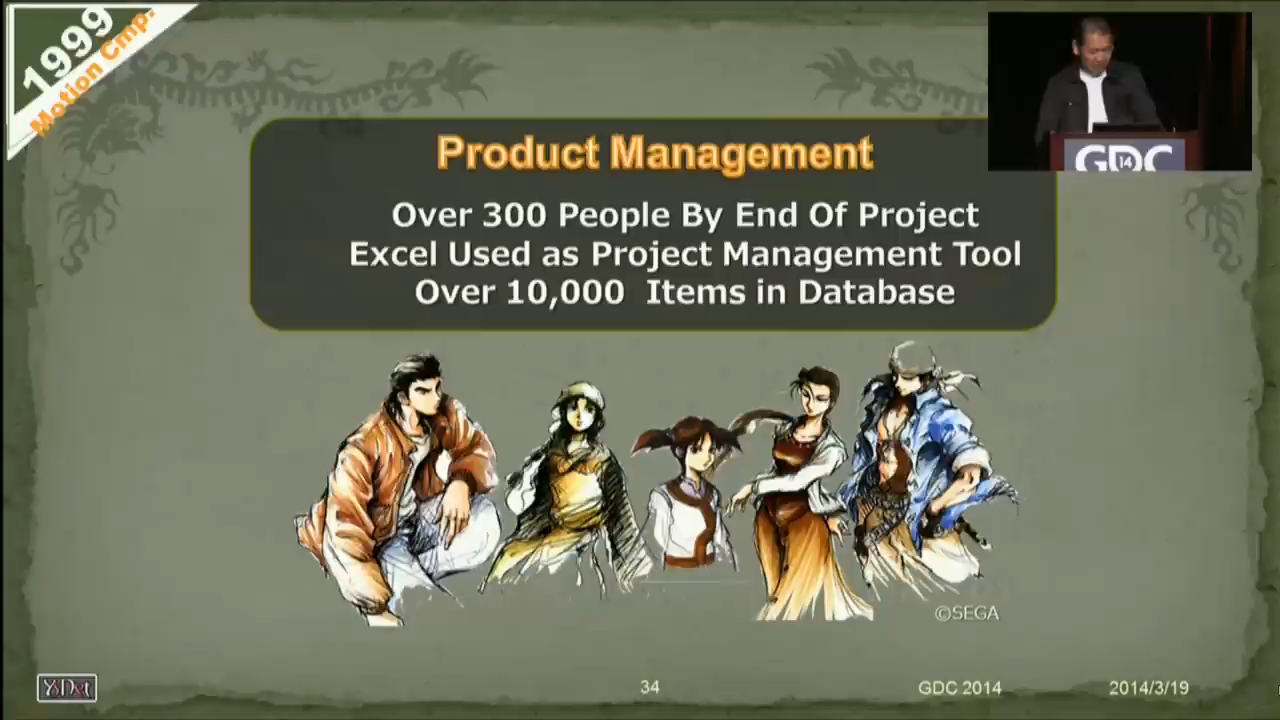 1999
Motion Cmp.
GDC
14
Product Management
Over 300 People By End Of Project
Excel Used as Project Management Tool
Over 10,000 Items in Database
©SEGA
YSNet
34
GDC 2014
2014/3/19